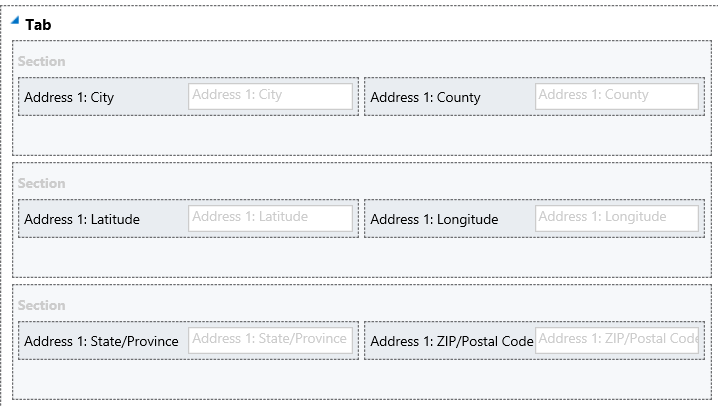 Tab
Section
Address 1: City Address 1: City Address 1: County Address 1: County
Section
Address 1: Latitude Address 1: Latitude Address 1: Longitude Address 1: Longitude
Section
Address 1: State/Province Address 1: State/Province Address 1: ZIP/Postal Code Address 1: ZIP/Postal Code